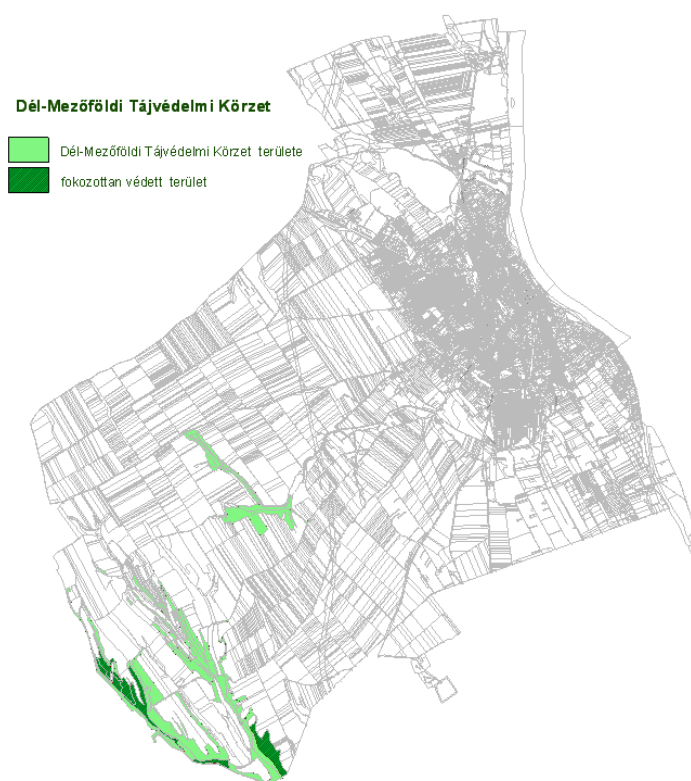 Dél-Mezőföldi Tájvédelmi Körzet
Dél-Mezőföldi Tájvédelmi Körzet területe
fokozottan védett terület